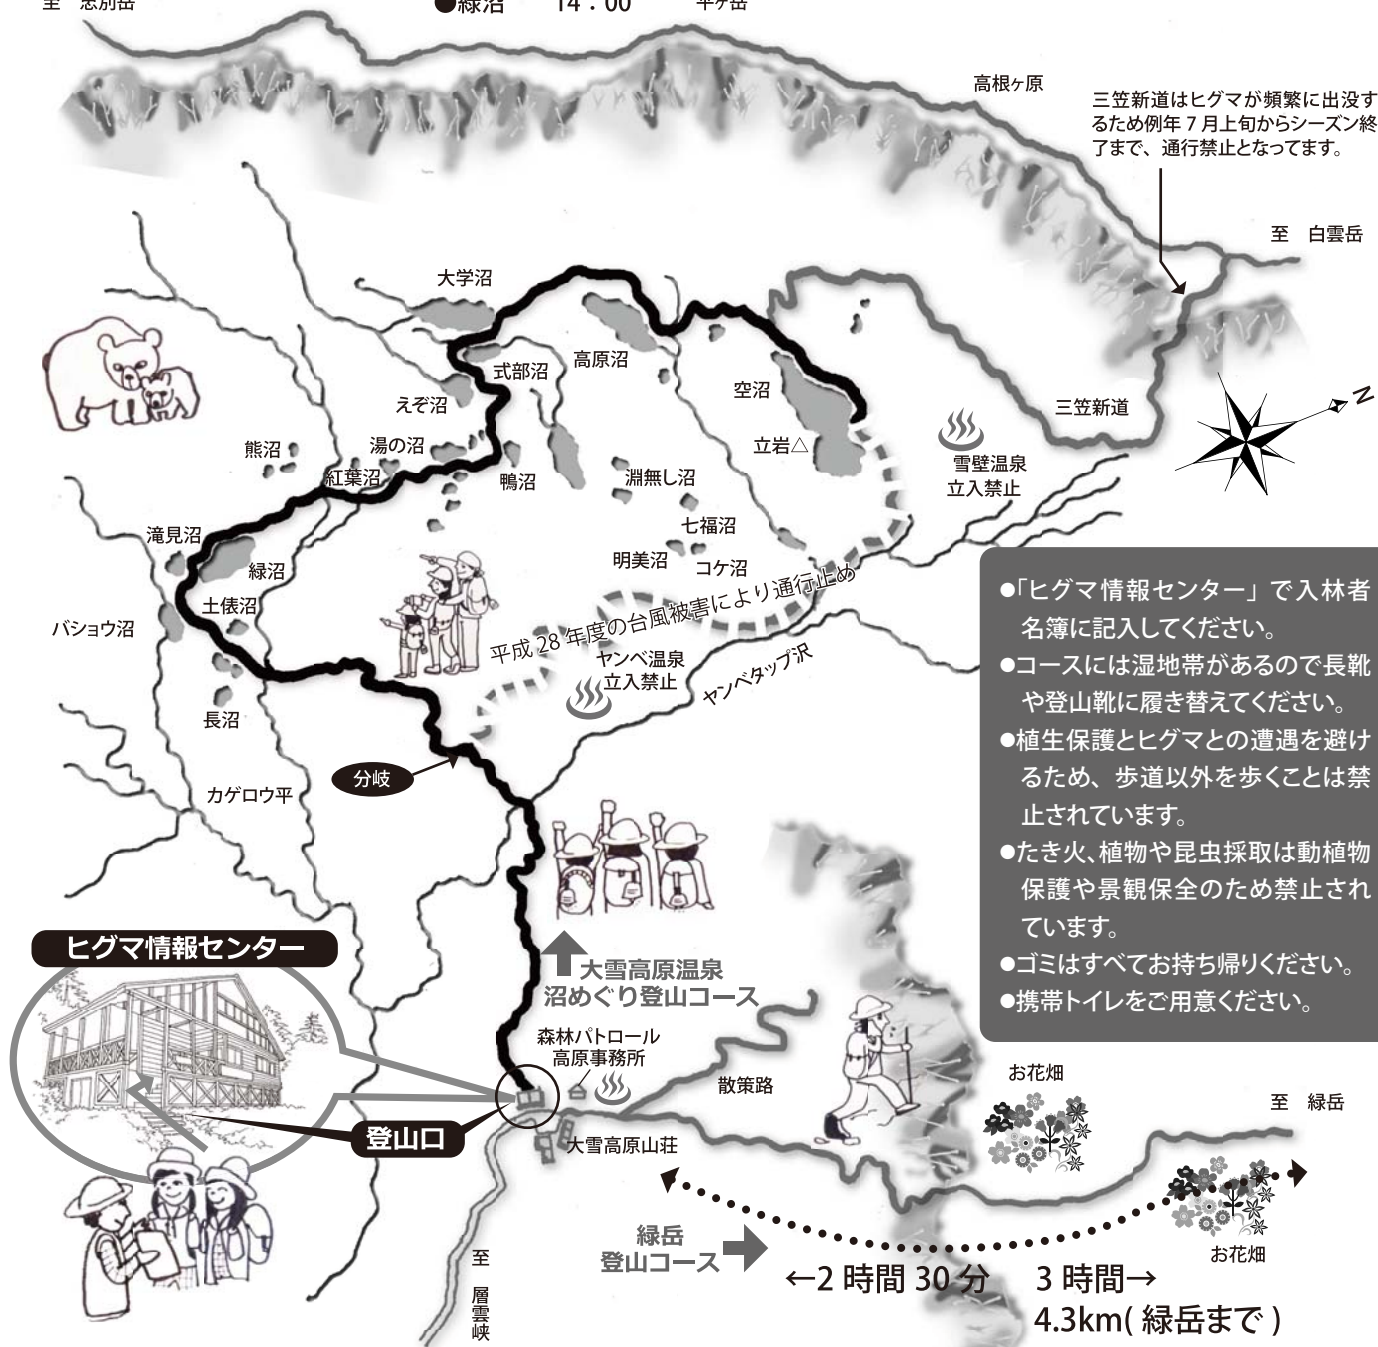 至　忠別岳
●緑沼　14：00
平ヶ岳
高根ヶ原
三笠新道はヒグマが頻繁に出没す
るため例年 7 月上旬からシーズン終
了まで、通行禁止となってます。
至　白雲岳
大学沼
式部沼
高原沼
えぞ沼
空沼
三笠新道
N
熊沼
湯の沼
紅葉沼
鴨沼
淵無し沼
立岩△
雪壁温泉
立入禁止
滝見沼
緑沼
七福沼
明美沼
コケ沼
土俵沼
バショウ沼
平成 28 年度の台風被害により通行止め
ヤンベ温泉
立入禁止
ヤンベタップ沢
長沼
分岐
カゲロウ平
●「ヒグマ情報センター」で入林者
名簿に記入してください。
●コースには湿地帯があるので長靴
や登山靴に履き替えてください。
●植生保護とヒグマとの遭遇を避け
るため、歩道以外を歩くことは禁
止されています。
●たき火、植物や昆虫採取は動植物
保護や景観保全のため禁止され
ています。
●ゴミはすべてお持ち帰りください。
●携帯トイレをご用意ください。
ヒグマ情報センター
大雪高原温泉
沼めぐり登山コース
森林パトロール
高原事務所
散策路
お花畑
至　緑岳
登山口
大雪高原山荘
緑岳
登山コース
お花畑
至　層雲峡
←2 時間 30 分　3 時間→
4.3km( 緑岳まで )